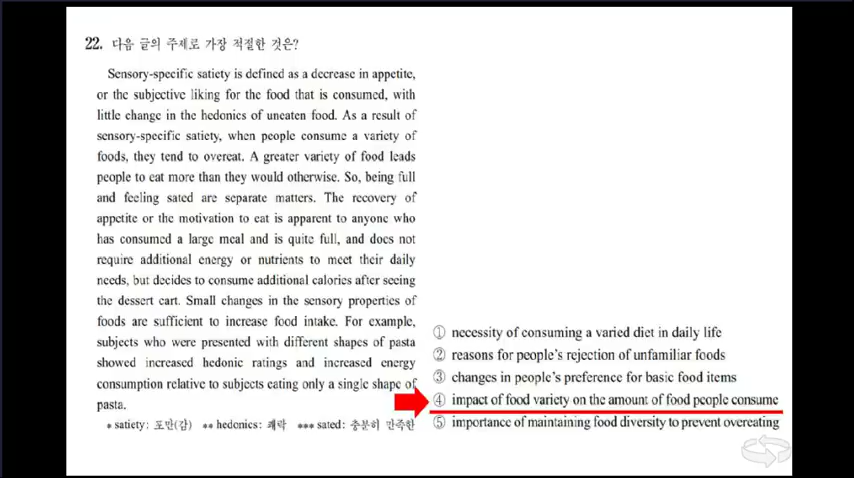 22. 다음 글의 주제로 가장 적절한 것은?
Sensory-specific satiety is defined as a decrease in appetite,
or the subjective liking for the food that is consumed, with
little change in the hedonics of uneaten food. As a result of
sensory-specific satiety, when people consume a variety of
foods, they tend to overeat. A greater variety of food leads
people to eat more than they would otherwise. So, being full
and feeling sated are separate matters. The recovery of
appetite or the motivation to eat is apparent to anyone who
has consumed a large meal and is quite full, and does not
require additional energy or nutrients to meet their daily
needs, but decides to consume additional calories after seeing
the dessert cart. Small changes in the sensory properties of
foods are sufficient to increase food intake. For example,
subjects who were presented with different shapes of pasta
showed increased hedonic ratings and increased energy
consumption relative to subjects eating only a single shape of
pasta.
* satiety: 포만(감) ** hedonics: 쾌락 *** sated: 충분히 만족한
① necessity of consuming a varied diet in daily life
② reasons for people's rejection of unfamiliar foods
③ changes in people's preference for basic food items
④ impact of food variety on the amount of food people consume
⑤ importance of maintaining food diversity to prevent overeating